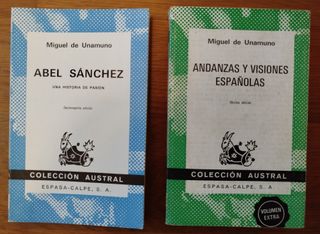 Miguel de Unamuno
ABEL SÁNCHEZ
UNA HISTORIA DE PASIÓN
COLECCIÓN AUSTRAL
ESPASA-CALPE, S. A.
Miguel de Unamuno
ANDANZAS Y VISIONES
ESPAÑOLAS
COLECCIÓN AUSTRAL
ESPASA-CALPE, S. A.
VOLUMEN
EXTRA